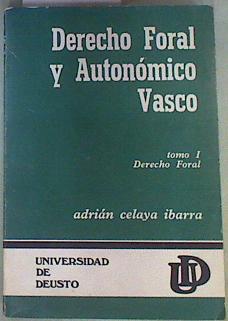 Derecho Foral
y Autonómico
Vasco
tomo I
Derecho Foral
adrián celaya ibarra
UNIVERSIDAD
DE
DEUSTO
UD